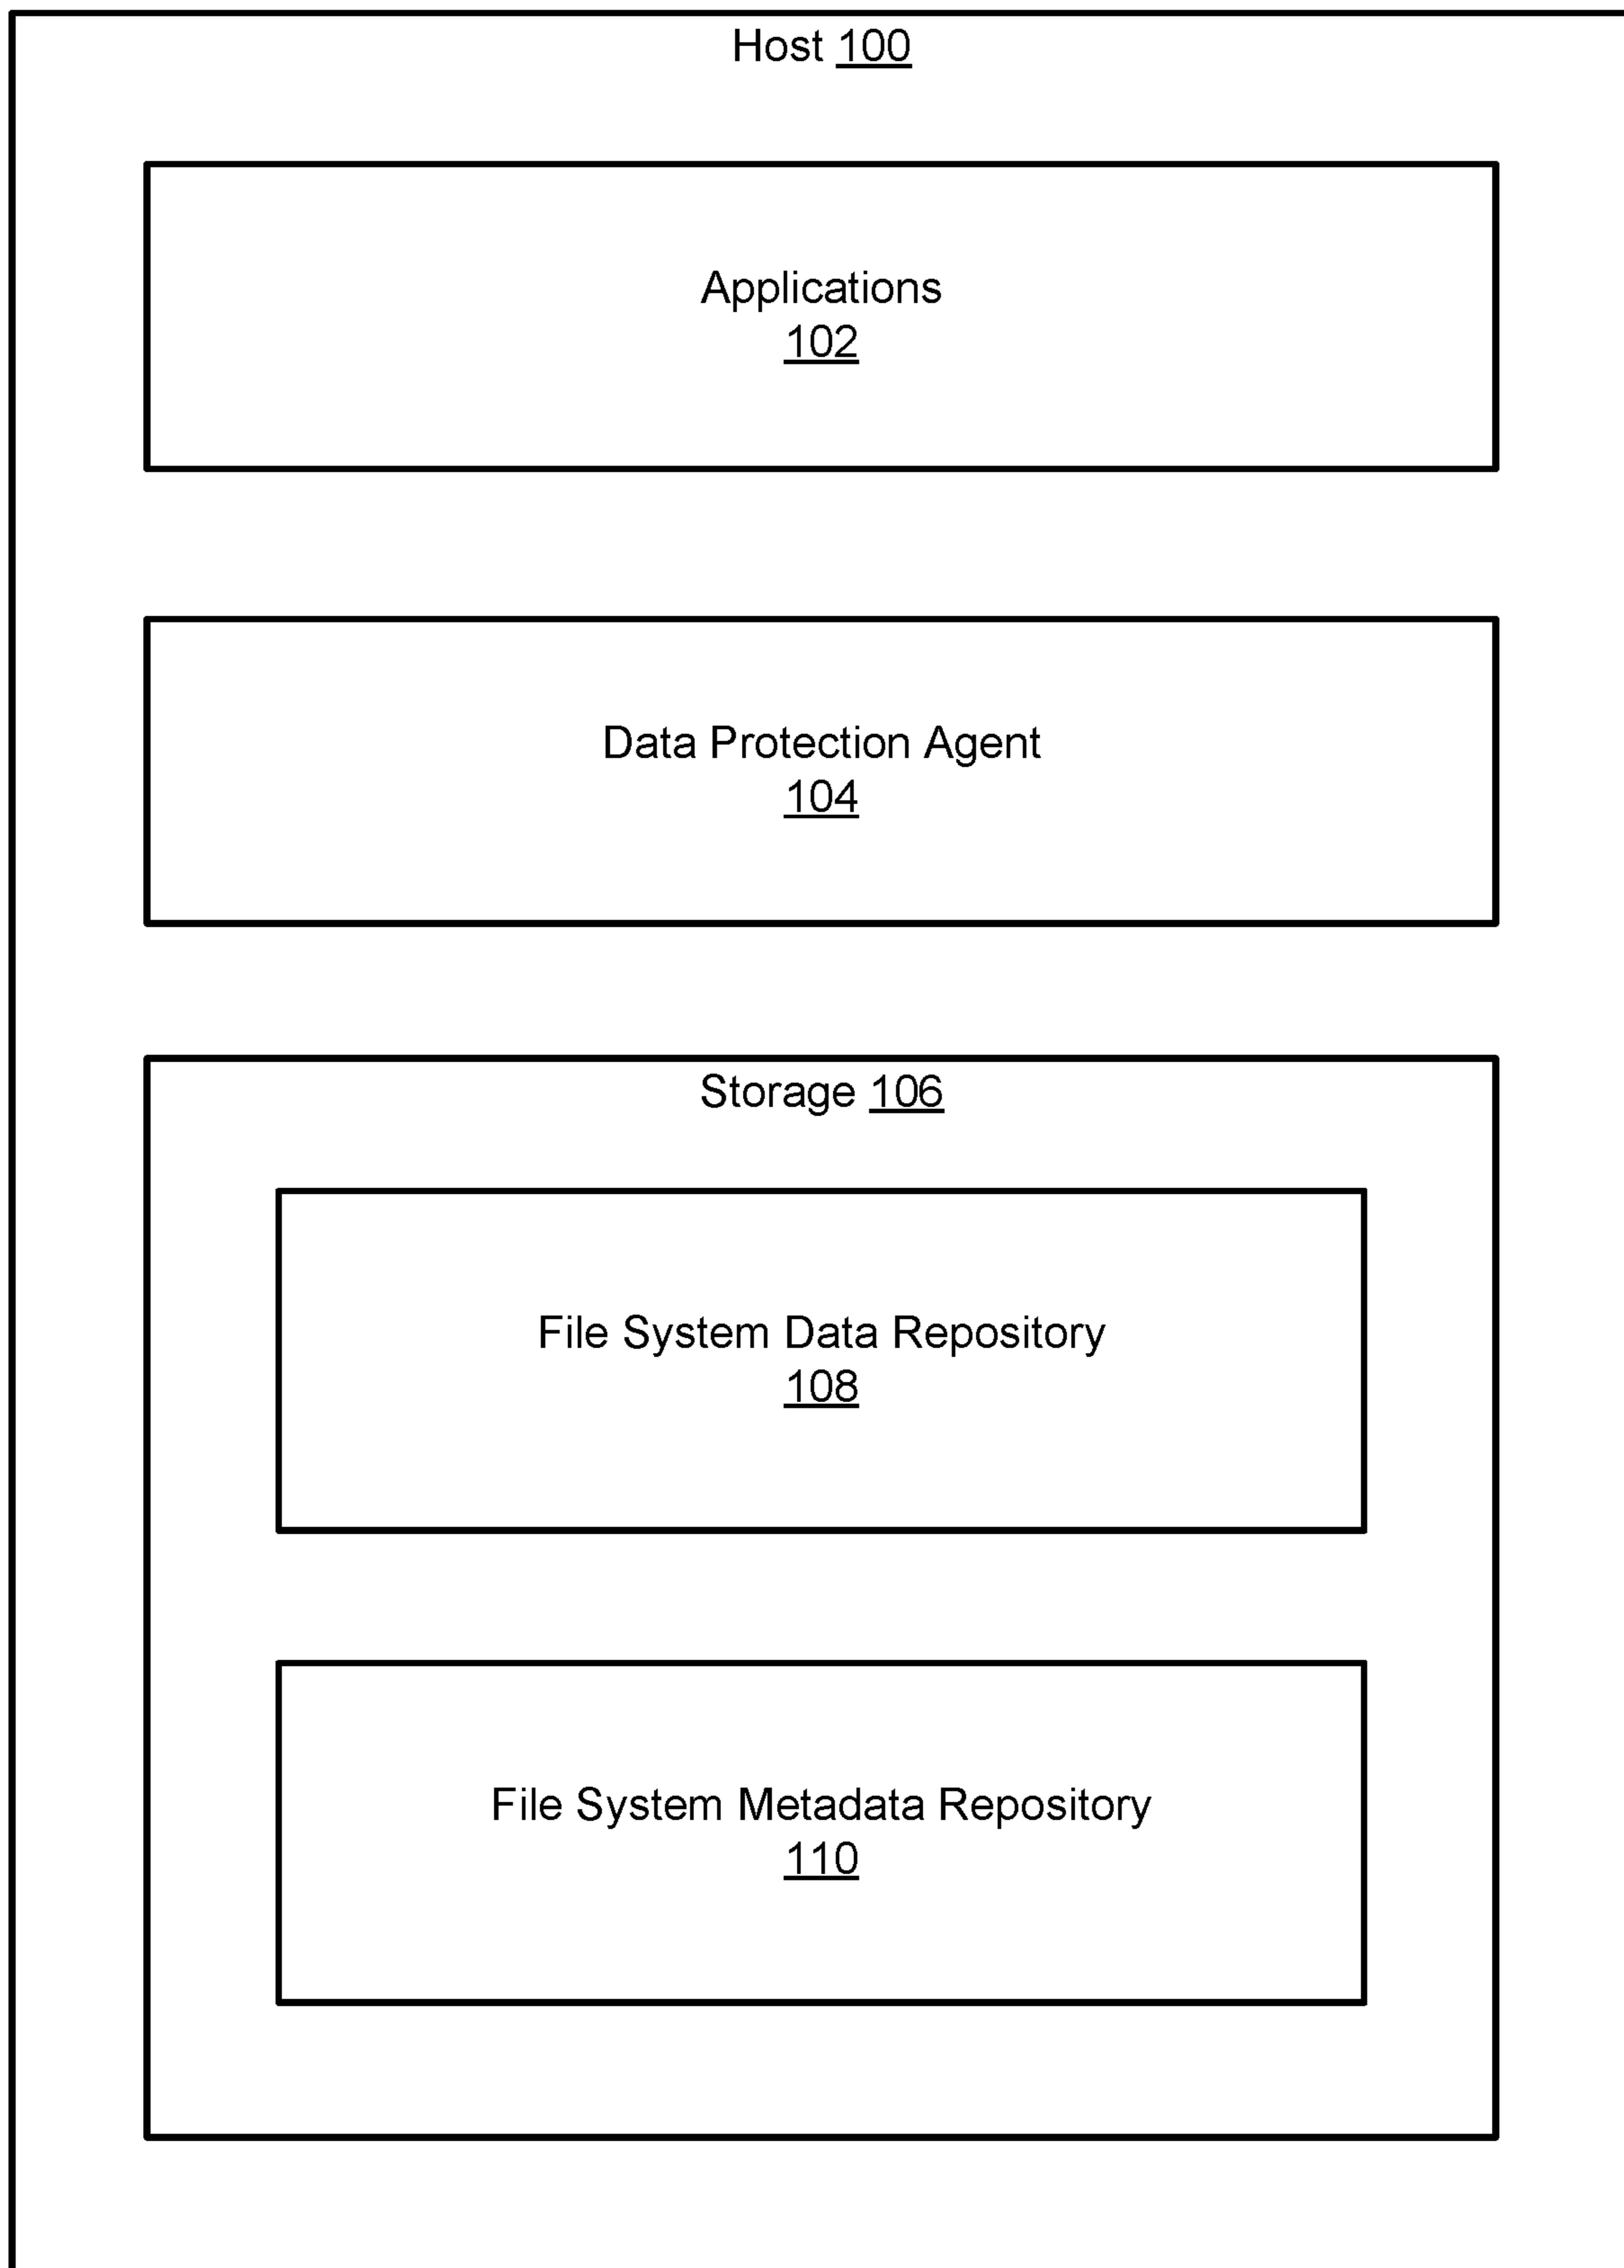 Host 100
Applications
102
Data Protection Agent
104
Storage 106
File System Data Repository
108
File System Metadata Repository
110